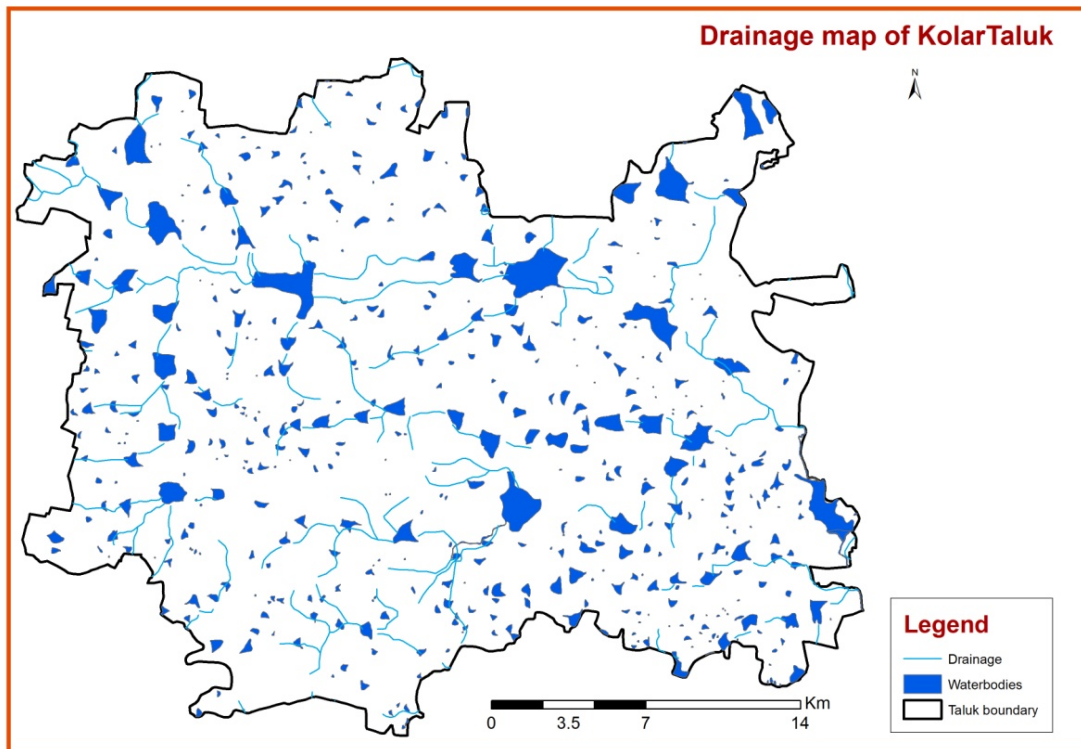 Drainage map of KolarTaluk
N
Legend
Drainage
Waterbodies
Taluk boundary
Km
0 3.5 7 14